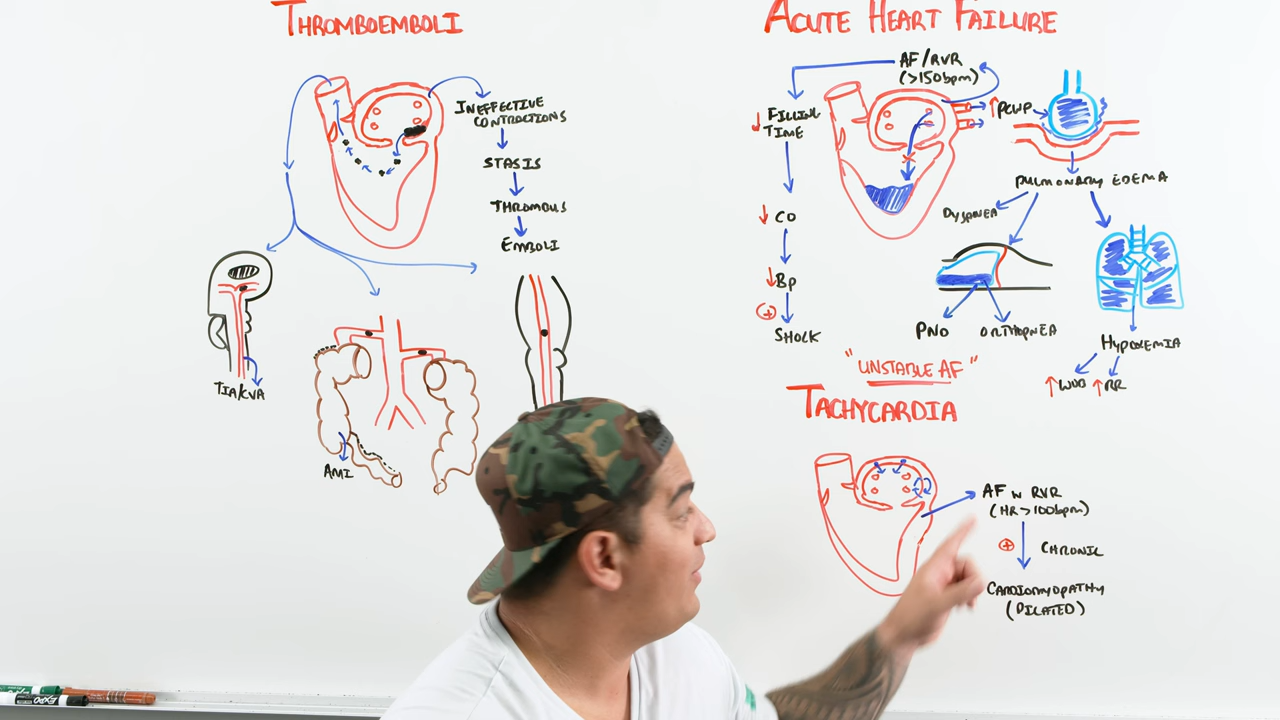 THROMBOEMBOLI
INEFFECTIVE
CONTRACTIONS
STASIS
THROMBUS
EMBOLI
TIA/CVA
AMI
ACUTE HEART FAILURE
AF/RVR
(>150bpm)
↓ FILLING
TIME
↓ CO
↓ BP
SHOCK
↑ PCWP
PULMONARY EDEMA
DYSPNEA
PND
ORTHOPNEA
HYPOXEMIA
↑ WOB ↑ RR
"UNSTABLE AF"
TACHYCARDIA
AF w RVR
(HR > 100bpm)
⊕ CHRONIC
CARDIOMYOPATHY
(DILATED)
EXPO